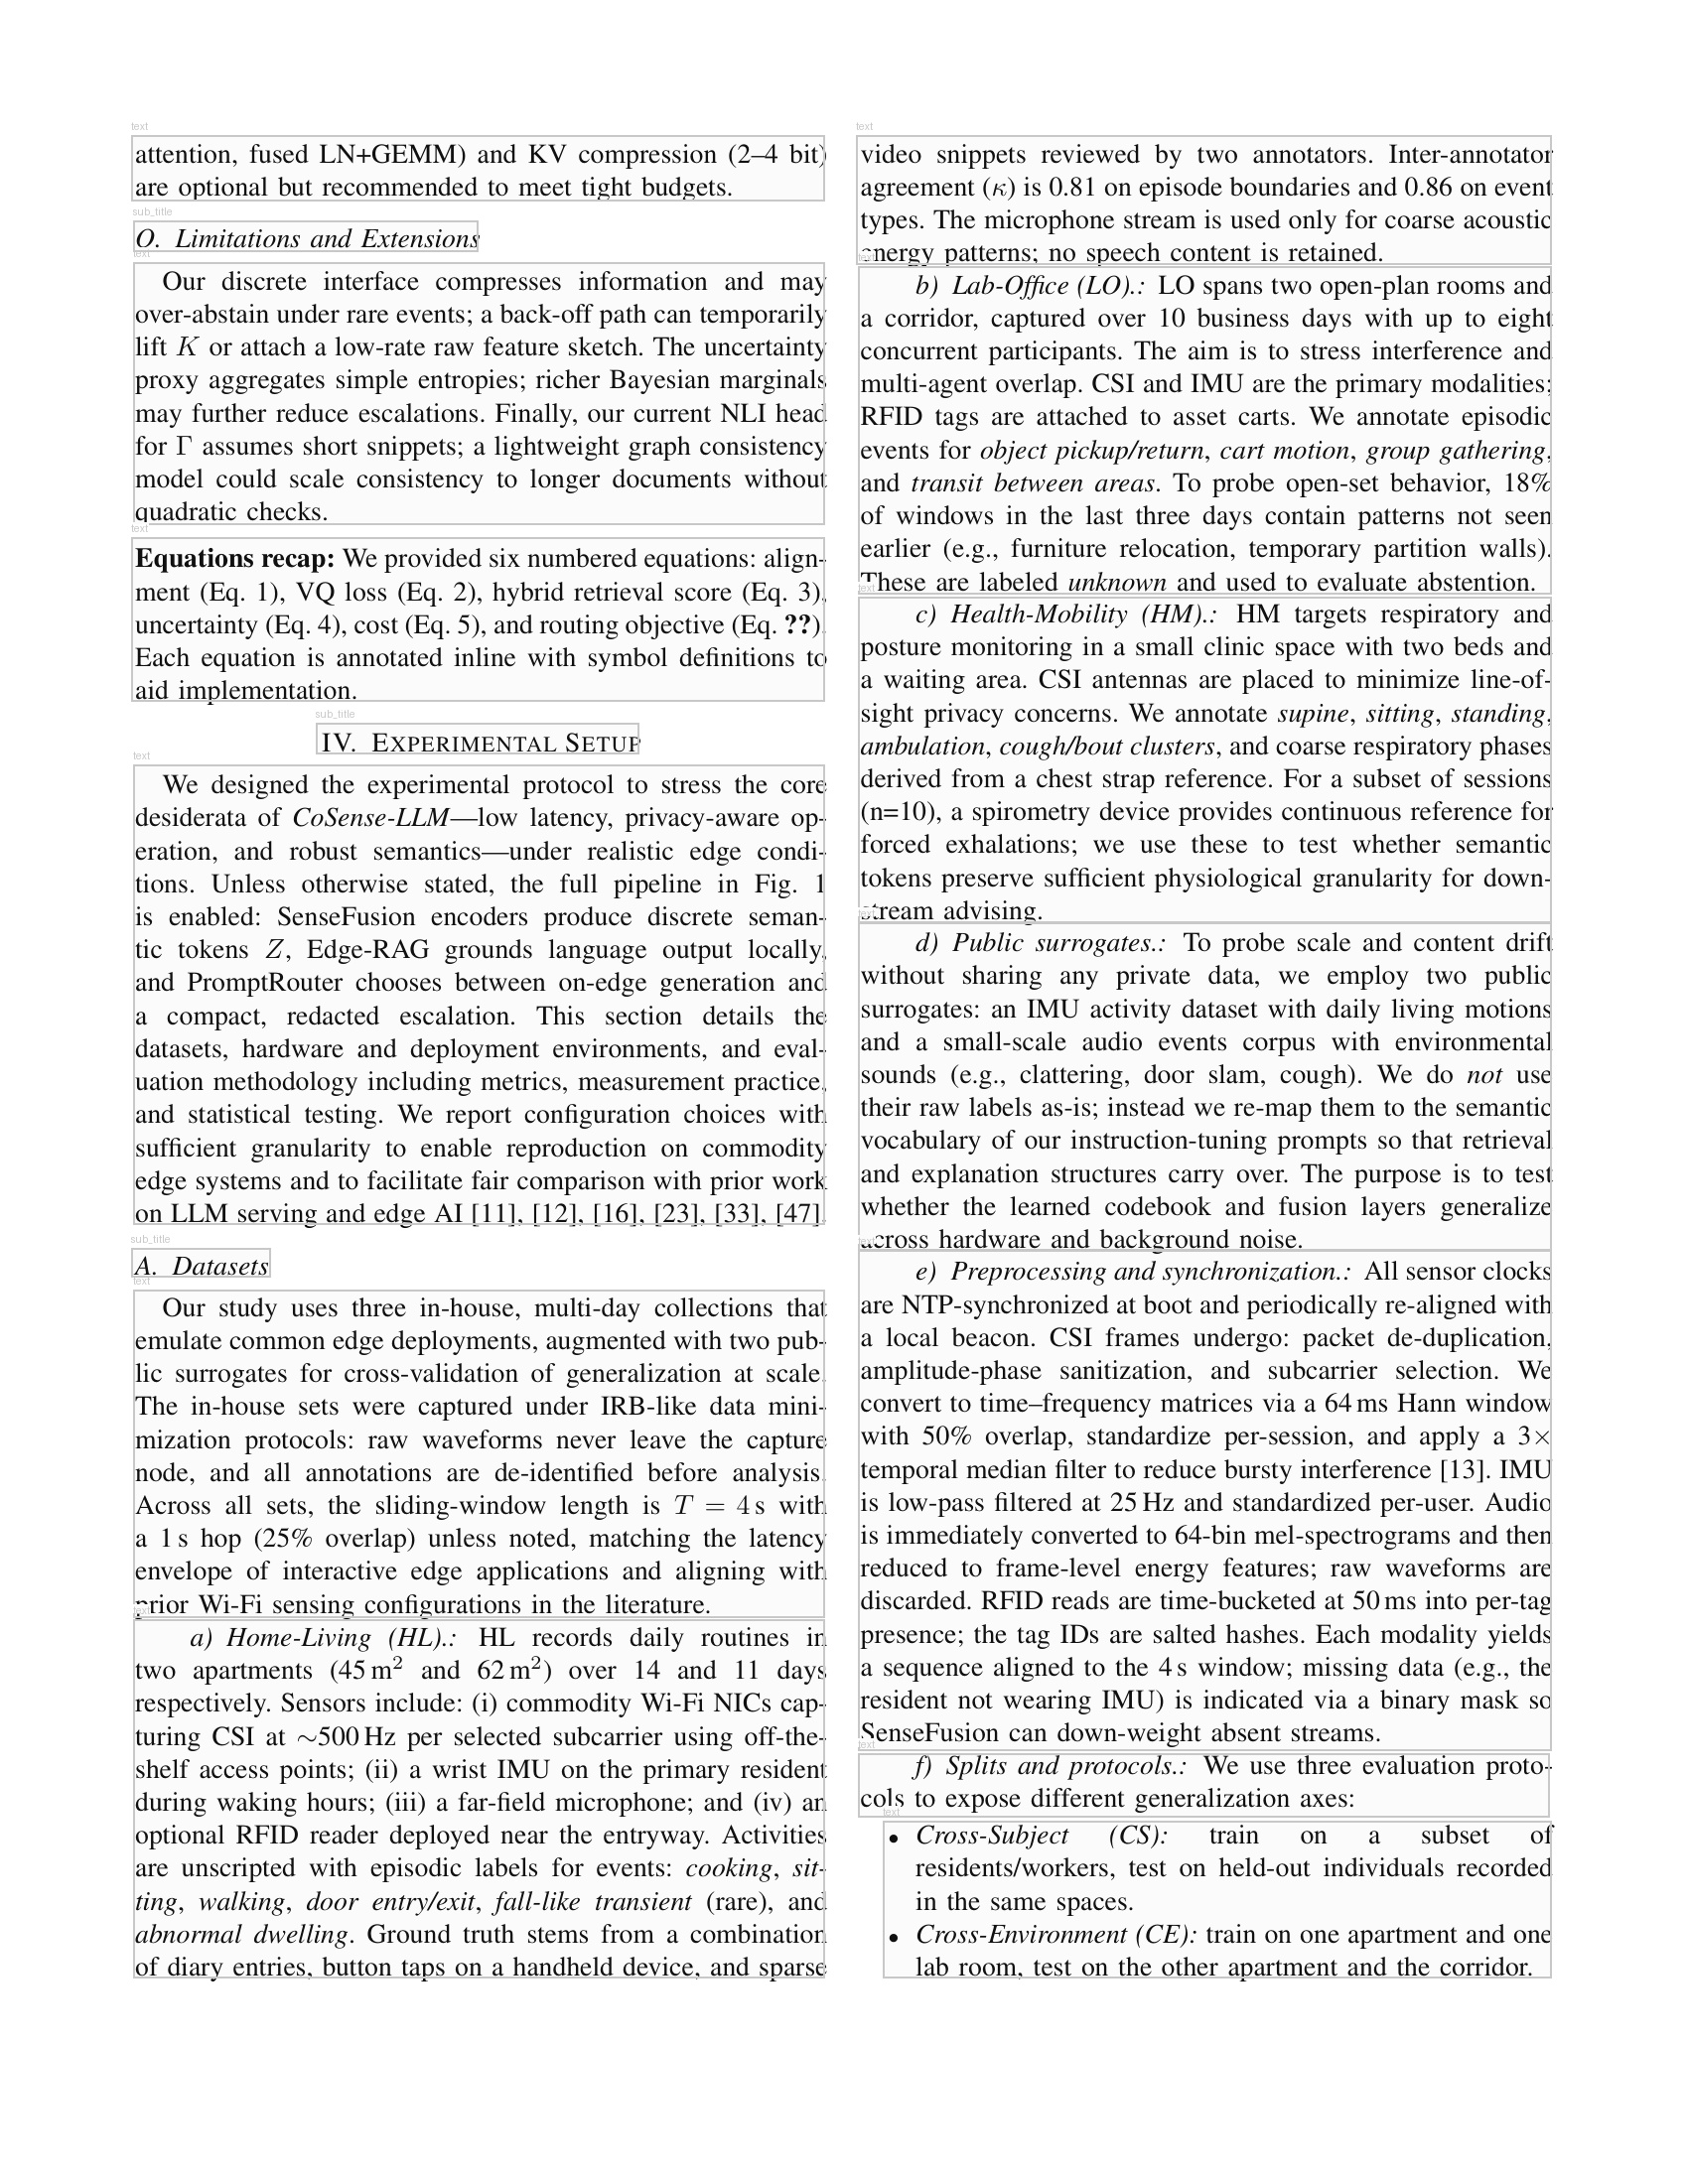 text
attention, fused LN+GEMM) and KV compression (2–4 bit)
are optional but recommended to meet tight budgets.
sub_title
O. Limitations and Extensions
text
Our discrete interface compresses information and may
over-abstain under rare events; a back-off path can temporarily
lift K or attach a low-rate raw feature sketch. The uncertainty
proxy aggregates simple entropies; richer Bayesian marginals
may further reduce escalations. Finally, our current NLI head
for Γ assumes short snippets; a lightweight graph consistency
model could scale consistency to longer documents without
quadratic checks.
text
Equations recap: We provided six numbered equations: align-
ment (Eq. 1), VQ loss (Eq. 2), hybrid retrieval score (Eq. 3),
uncertainty (Eq. 4), cost (Eq. 5), and routing objective (Eq. ??).
Each equation is annotated inline with symbol definitions to
aid implementation.
sub_title
IV. EXPERIMENTAL SETUP
text
We designed the experimental protocol to stress the core
desiderata of CoSense-LLM—low latency, privacy-aware op-
eration, and robust semantics—under realistic edge condi-
tions. Unless otherwise stated, the full pipeline in Fig. 1
is enabled: SenseFusion encoders produce discrete seman-
tic tokens Z, Edge-RAG grounds language output locally,
and PromptRouter chooses between on-edge generation and
a compact, redacted escalation. This section details the
datasets, hardware and deployment environments, and eval-
uation methodology including metrics, measurement practice,
and statistical testing. We report configuration choices with
sufficient granularity to enable reproduction on commodity
edge systems and to facilitate fair comparison with prior work
on LLM serving and edge AI [11], [12], [16], [23], [33], [47].
sub_title
A. Datasets
text
Our study uses three in-house, multi-day collections that
emulate common edge deployments, augmented with two pub-
lic surrogates for cross-validation of generalization at scale.
The in-house sets were captured under IRB-like data mini-
mization protocols: raw waveforms never leave the capture
node, and all annotations are de-identified before analysis.
Across all sets, the sliding-window length is T = 4 s with
a 1 s hop (25% overlap) unless noted, matching the latency
envelope of interactive edge applications and aligning with
prior Wi-Fi sensing configurations in the literature.
text
a) Home-Living (HL).: HL records daily routines in
two apartments (45 m² and 62 m²) over 14 and 11 days
respectively. Sensors include: (i) commodity Wi-Fi NICs cap-
turing CSI at ∼500 Hz per selected subcarrier using off-the-
shelf access points; (ii) a wrist IMU on the primary resident
during waking hours; (iii) a far-field microphone; and (iv) an
optional RFID reader deployed near the entryway. Activities
are unscripted with episodic labels for events: cooking, sit-
ting, walking, door entry/exit, fall-like transient (rare), and
abnormal dwelling. Ground truth stems from a combination
of diary entries, button taps on a handheld device, and sparse
text
video snippets reviewed by two annotators. Inter-annotator
agreement (κ) is 0.81 on episode boundaries and 0.86 on event
types. The microphone stream is used only for coarse acoustic
energy patterns; no speech content is retained.
text
b) Lab-Office (LO).: LO spans two open-plan rooms and
a corridor, captured over 10 business days with up to eight
concurrent participants. The aim is to stress interference and
multi-agent overlap. CSI and IMU are the primary modalities;
RFID tags are attached to asset carts. We annotate episodic
events for object pickup/return, cart motion, group gathering,
and transit between areas. To probe open-set behavior, 18%
of windows in the last three days contain patterns not seen
earlier (e.g., furniture relocation, temporary partition walls).
These are labeled unknown and used to evaluate abstention.
text
c) Health-Mobility (HM).: HM targets respiratory and
posture monitoring in a small clinic space with two beds and
a waiting area. CSI antennas are placed to minimize line-of-
sight privacy concerns. We annotate supine, sitting, standing,
ambulation, cough/bout clusters, and coarse respiratory phases
derived from a chest strap reference. For a subset of sessions
(n=10), a spirometry device provides continuous reference for
forced exhalations; we use these to test whether semantic
tokens preserve sufficient physiological granularity for down-
stream advising.
text
d) Public surrogates.: To probe scale and content drift
without sharing any private data, we employ two public
surrogates: an IMU activity dataset with daily living motions
and a small-scale audio events corpus with environmental
sounds (e.g., clattering, door slam, cough). We do not use
their raw labels as-is; instead we re-map them to the semantic
vocabulary of our instruction-tuning prompts so that retrieval
and explanation structures carry over. The purpose is to test
whether the learned codebook and fusion layers generalize
across hardware and background noise.
text
e) Preprocessing and synchronization.: All sensor clocks
are NTP-synchronized at boot and periodically re-aligned with
a local beacon. CSI frames undergo: packet de-duplication,
amplitude-phase sanitization, and subcarrier selection. We
convert to time–frequency matrices via a 64 ms Hann window
with 50% overlap, standardize per-session, and apply a 3×
temporal median filter to reduce bursty interference [13]. IMU
is low-pass filtered at 25 Hz and standardized per-user. Audio
is immediately converted to 64-bin mel-spectrograms and then
reduced to frame-level energy features; raw waveforms are
discarded. RFID reads are time-bucketed at 50 ms into per-tag
presence; the tag IDs are salted hashes. Each modality yields
a sequence aligned to the 4 s window; missing data (e.g., the
resident not wearing IMU) is indicated via a binary mask so
SenseFusion can down-weight absent streams.
text
f) Splits and protocols.: We use three evaluation proto-
cols to expose different generalization axes:
text
• Cross-Subject (CS): train on a subset of
residents/workers, test on held-out individuals recorded
in the same spaces.
• Cross-Environment (CE): train on one apartment and one
lab room, test on the other apartment and the corridor.